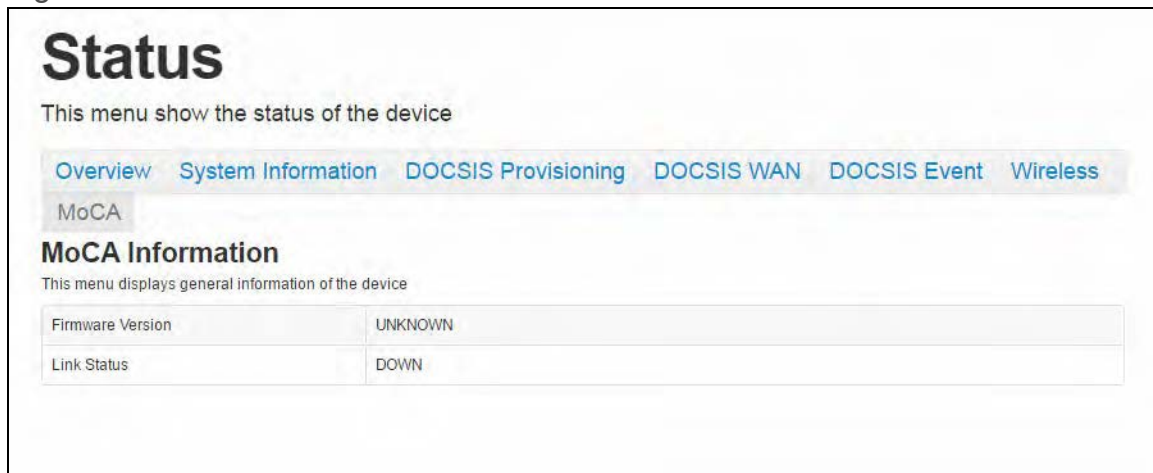 Status
This menu show the status of the device
Overview System Information DOCSIS Provisioning DOCSIS WAN DOCSIS Event Wireless
MoCA
MoCA Information
This menu displays general information of the device
Firmware Version UNKNOWN
Link Status DOWN